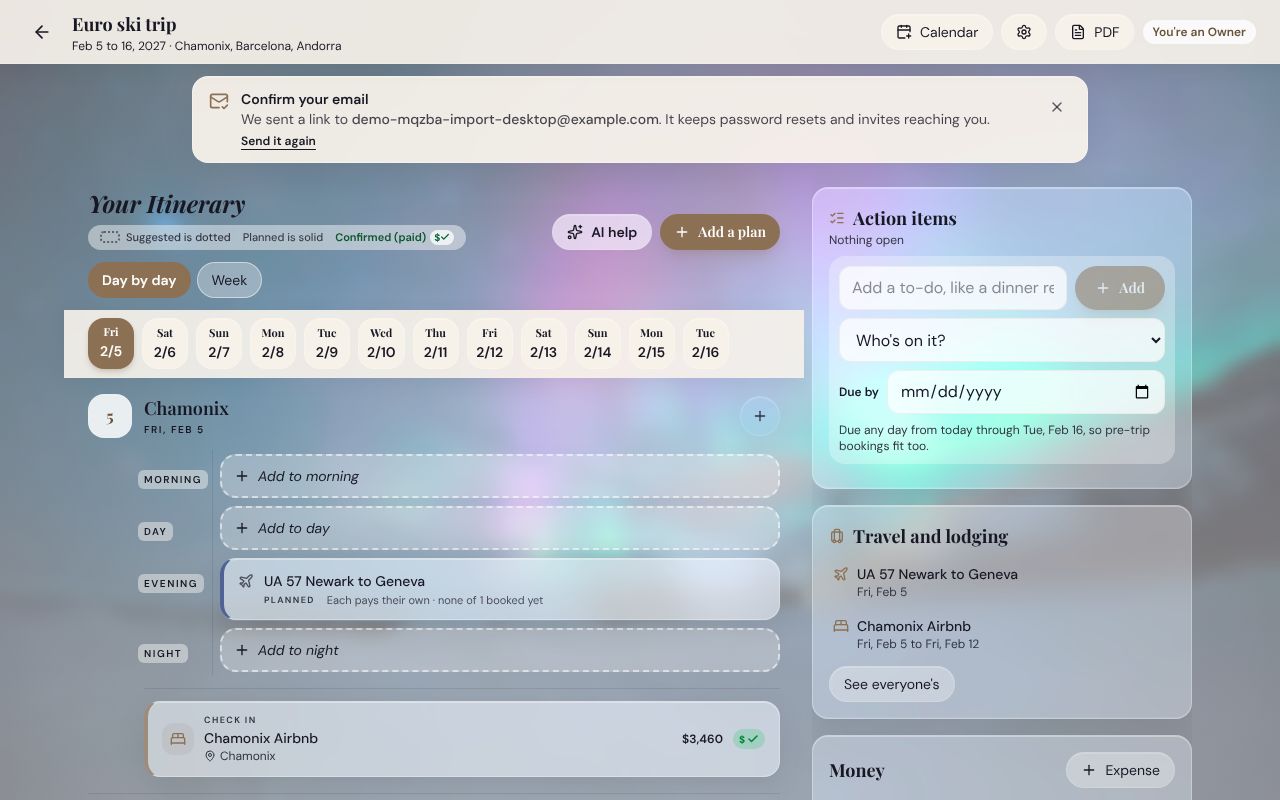 Euro ski trip
Feb 5 to 16, 2027 · Chamonix, Barcelona, Andorra
Calendar
PDF
You're an Owner
Confirm your email
We sent a link to demo-mqzba-import-desktop@example.com. It keeps password resets and invites reaching you.
Send it again
Your Itinerary
Suggested is dotted Planned is solid Confirmed (paid) $
AI help
Add a plan
Day by day
Week
Fri Sat Sun Mon Tue Wed Thu Fri Sat Sun Mon Tue
2/5 2/6 2/7 2/8 2/9 2/10 2/11 2/12 2/13 2/14 2/15 2/16
5
Chamonix
FRI, FEB 5
MORNING
Add to morning
DAY
Add to day
EVENING
UA 57 Newark to Geneva
PLANNED Each pays their own · none of 1 booked yet
NIGHT
Add to night
CHECK IN
Chamonix Airbnb
Chamonix
$3,460 $
Action items
Nothing open
Add a to-do, like a dinner re
Add
Who's on it?
Due by mm/dd/yyyy
Due any day from today through Tue, Feb 16, so pre-trip
bookings fit too.
Travel and lodging
UA 57 Newark to Geneva
Fri, Feb 5
Chamonix Airbnb
Fri, Feb 5 to Fri, Feb 12
See everyone's
Money
Expense